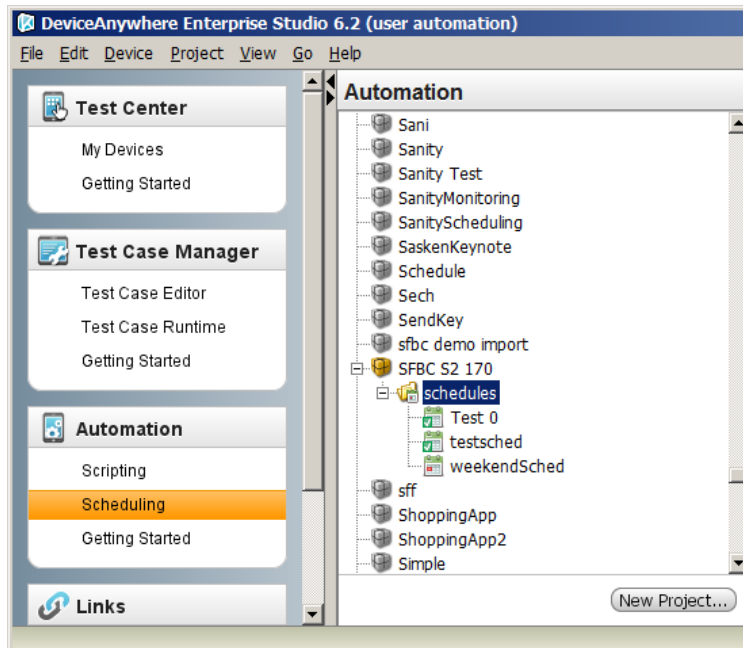 DeviceAnywhere Enterprise Studio 6.2 (user automation)
File Edit Device Project View Go Help
Test Center
My Devices
Getting Started
Test Case Manager
Test Case Editor
Test Case Runtime
Getting Started
Automation
Scripting
Scheduling
Getting Started
Links
Automation
Sani
Sanity
Sanity Test
SanityMonitoring
SanityScheduling
SaskenKeynote
Schedule
Sech
SendKey
sfbc demo import
SFBC S2 170
schedules
Test 0
testsched
weekendSched
sff
ShoppingApp
ShoppingApp2
Simple
New Project...